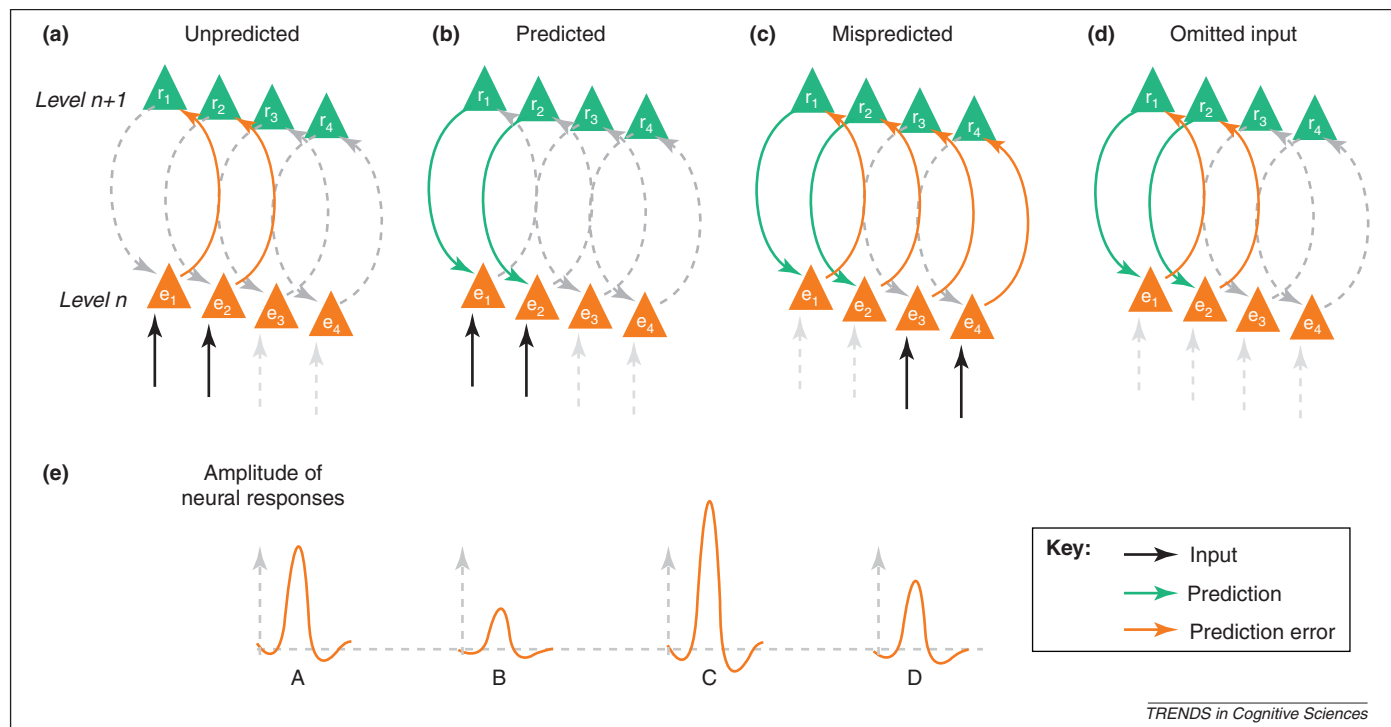 (a) Unpredicted
(b) Predicted
(c) Mispredicted
(d) Omitted input
Level n+1
r1 r2 r3 r4
r1 r2 r3 r4
r1 r2 r3 r4
r1 r2 r3 r4
Level n
e1 e2 e3 e4
e1 e2 e3 e4
e1 e2 e3 e4
e1 e2 e3 e4
(e)
Amplitude of
neural responses
A B C D
Key:
Input
Prediction
Prediction error
TRENDS in Cognitive Sciences